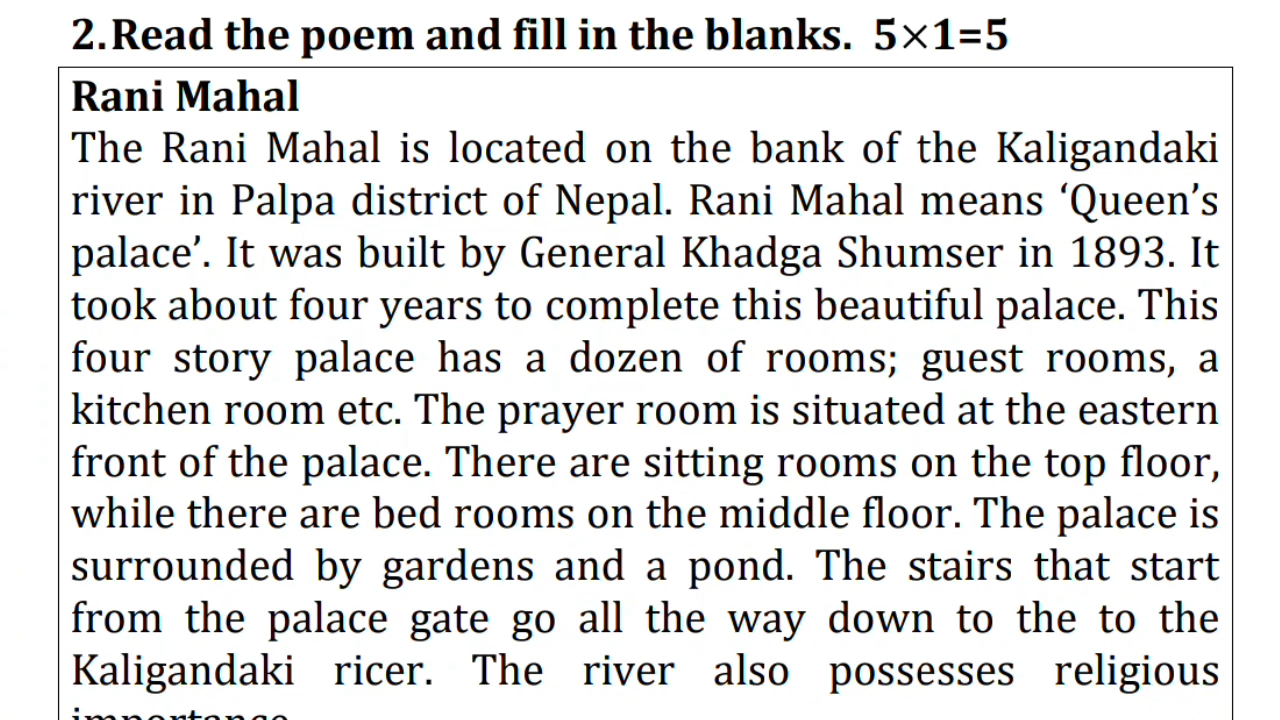 2.Read the poem and fill in the blanks. 5×1=5
Rani Mahal
The Rani Mahal is located on the bank of the Kaligandaki
river in Palpa district of Nepal. Rani Mahal means ‘Queen’s
palace’. It was built by General Khadga Shumser in 1893. It
took about four years to complete this beautiful palace. This
four story palace has a dozen of rooms; guest rooms, a
kitchen room etc. The prayer room is situated at the eastern
front of the palace. There are sitting rooms on the top floor,
while there are bed rooms on the middle floor. The palace is
surrounded by gardens and a pond. The stairs that start
from the palace gate go all the way down to the to the
Kaligandaki ricer. The river also possesses religious
importance.